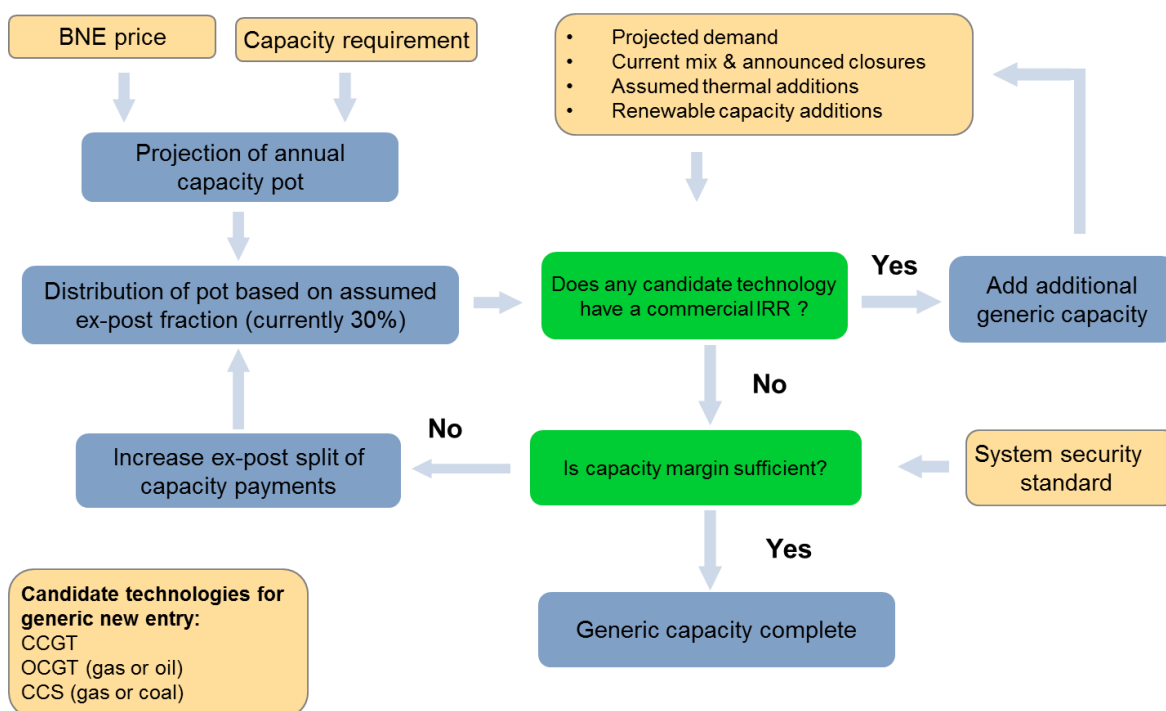 BNE price
Capacity requirement
• Projected demand
• Current mix & announced closures
• Assumed thermal additions
• Renewable capacity additions
Projection of annual
capacity pot
Distribution of pot based on assumed
ex-post fraction (currently 30%)
Does any candidate technology
have a commercial IRR ?
Yes
Add additional
generic capacity
No
Increase ex-post split of
capacity payments
No
Is capacity margin sufficient?
System security
standard
Yes
Generic capacity complete
Candidate technologies for
generic new entry:
CCGT
OCGT (gas or oil)
CCS (gas or coal)